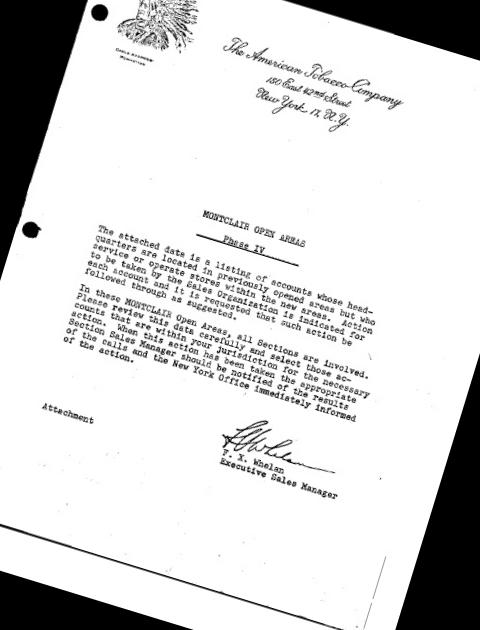 The American Tobacco Company
150 East 42nd Street
New York 17, N.Y.
MONTCLAIR OPEN AREAS
Phase IV
The attached data is a listing of accounts whose head-
quarters are located in previously opened areas but who
service or operate stores within the new areas. Action
to be taken by the Sales Organization is indicated for
each account and it is requested that such action be
followed through as suggested.
In these MONTCLAIR Open Areas, all Sections are involved.
Please review this data carefully and select those ac-
counts that are within your jurisdiction for the necessary
action. When this action has been taken the appropriate
Section Sales Manager should be notified of the results
of the calls and the New York Office immediately informed
of the action.
Attachment
F. X. Whelan
F. X. Whelan
Executive Sales Manager